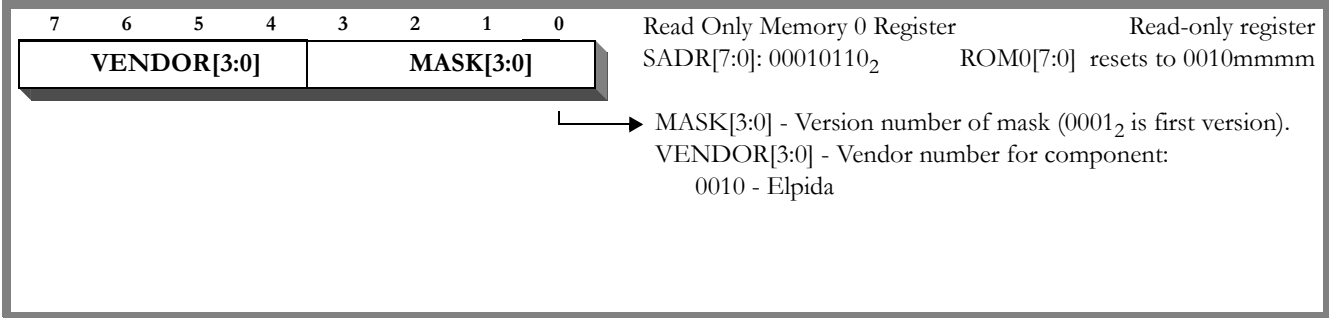 7 6 5 4 3 2 1 0
VENDOR[3:0] MASK[3:0]
Read Only Memory 0 Register Read-only register
SADR[7:0]: 00010110₂ ROM0[7:0] resets to 0010mmmm
MASK[3:0] - Version number of mask (0001₂ is first version).
VENDOR[3:0] - Vendor number for component:
0010 - Elpida